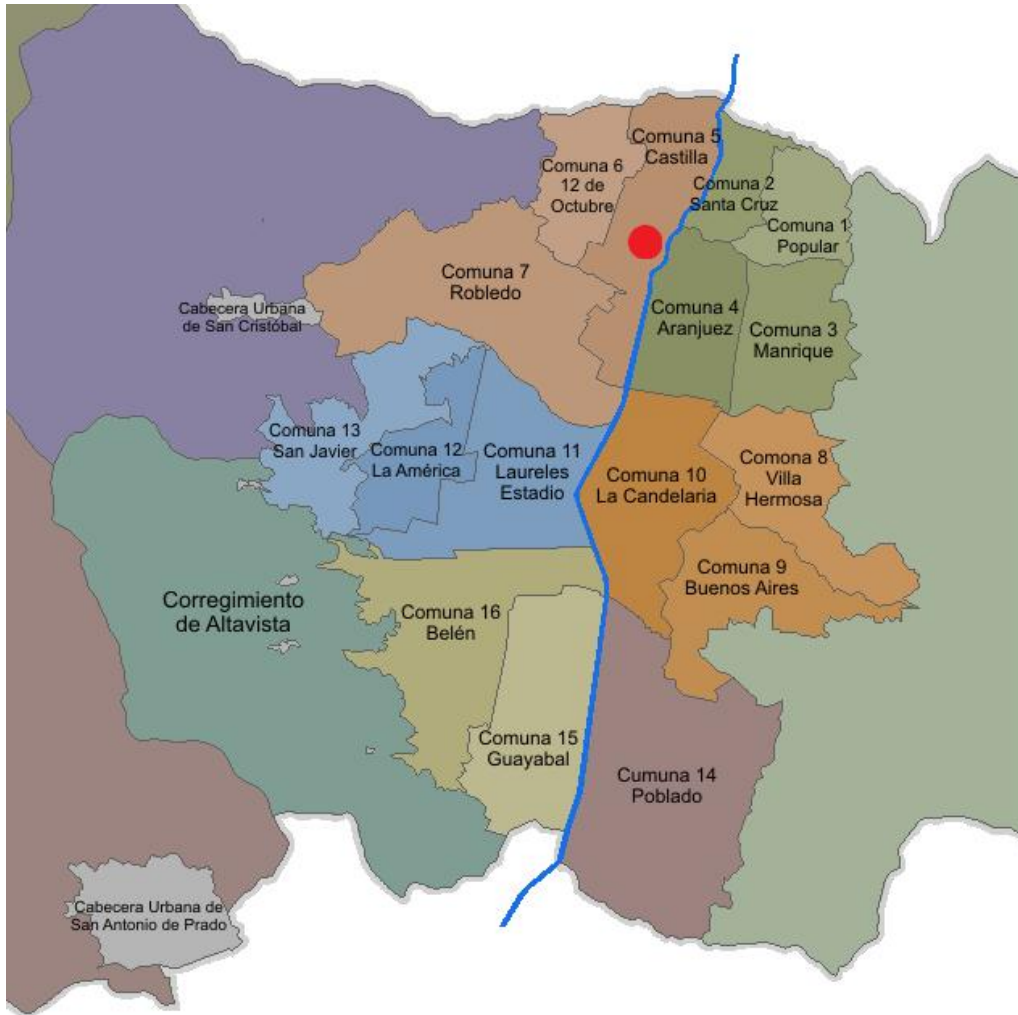 Comuna 5
Castilla
Comuna 6
12 de
Octubre
Comuna 2
Santa Cruz
Comuna 1
Popular
Comuna 7
Robledo
Cabecera Urbana
de San Cristóbal
Comuna 4
Aranjuez
Comuna 3
Manrique
Comuna 13
San Javier
Comuna 12
La América
Comuna 11
Laureles
Estadio
Comuna 10
La Candelaria
Comona 8
Villa
Hermosa
Comuna 9
Buenos Aires
Corregimiento
de Altavista
Comuna 16
Belén
Comuna 15
Guayabal
Cumuna 14
Poblado
Cabecera Urbana de
San Antonio de Prado